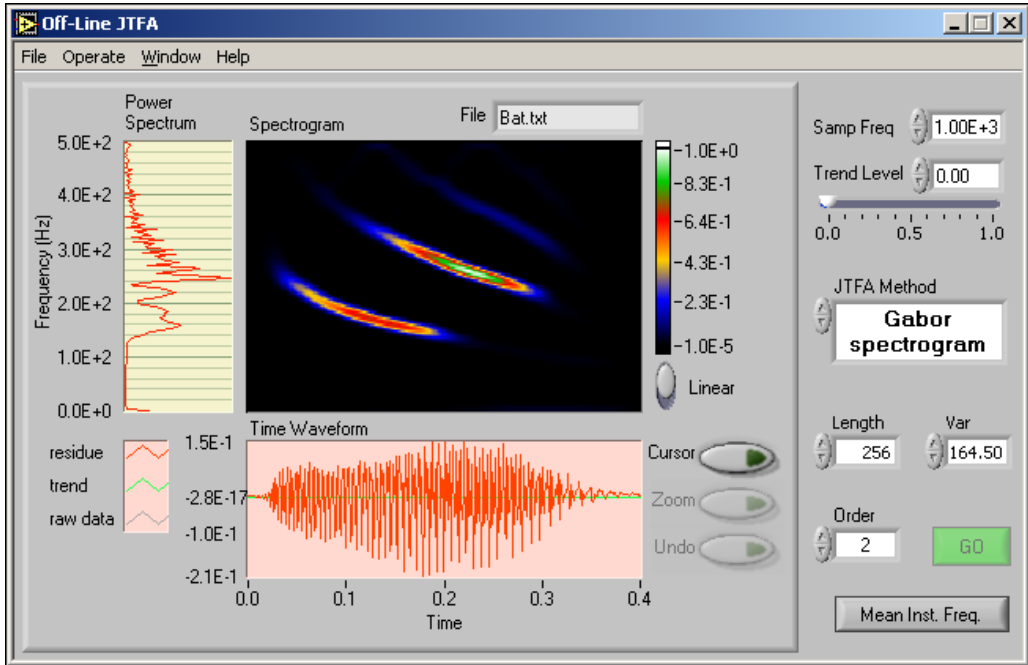 Off-Line JTFA
File Operate Window Help
Power
Spectrum
Spectrogram
File Bat.txt
5.0E+2
4.0E+2
3.0E+2
2.0E+2
1.0E+2
0.0E+0
Frequency (Hz)
-1.0E+0
-8.3E-1
-6.4E-1
-4.3E-1
-2.3E-1
-1.0E-5
Linear
Samp Freq 1.00E+3
Trend Level 0.00
0.0 0.5 1.0
JTFA Method
Gabor
spectrogram
Length Var
256 164.50
Order
2 GO
Mean Inst. Freq.
residue
trend
raw data
Time Waveform
1.5E-1
-2.8E-17
-1.0E-1
-2.1E-1
0.0 0.1 0.2 0.3 0.4
Time
Cursor
Zoom
Undo